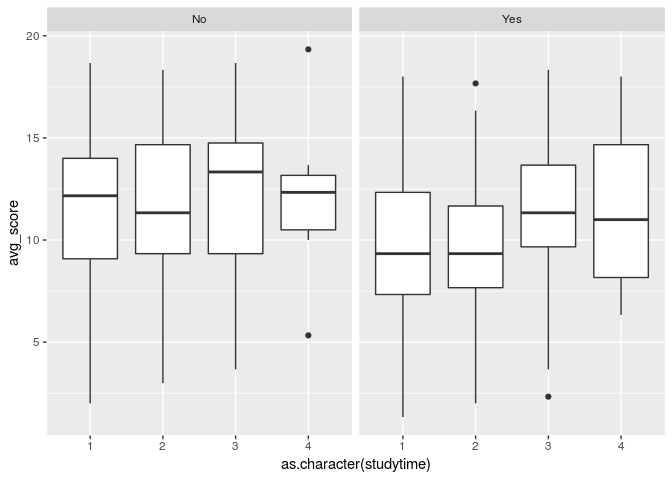 No Yes
20
15
10
5
avg_score
1 2 3 4 1 2 3 4
as.character(studytime)